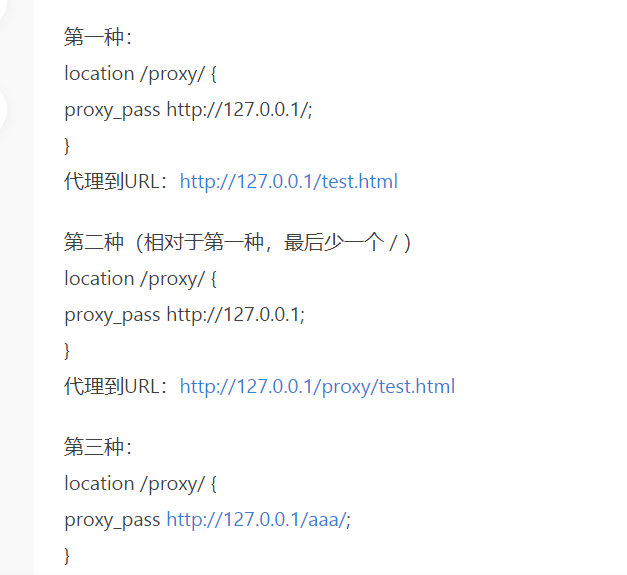 第一种：
location /proxy/ {
proxy_pass http://127.0.0.1/;
}
代理到URL：http://127.0.0.1/test.html
第二种（相对于第一种，最后少一个 / ）
location /proxy/ {
proxy_pass http://127.0.0.1;
}
代理到URL：http://127.0.0.1/proxy/test.html
第三种：
location /proxy/ {
proxy_pass http://127.0.0.1/aaa/;
}